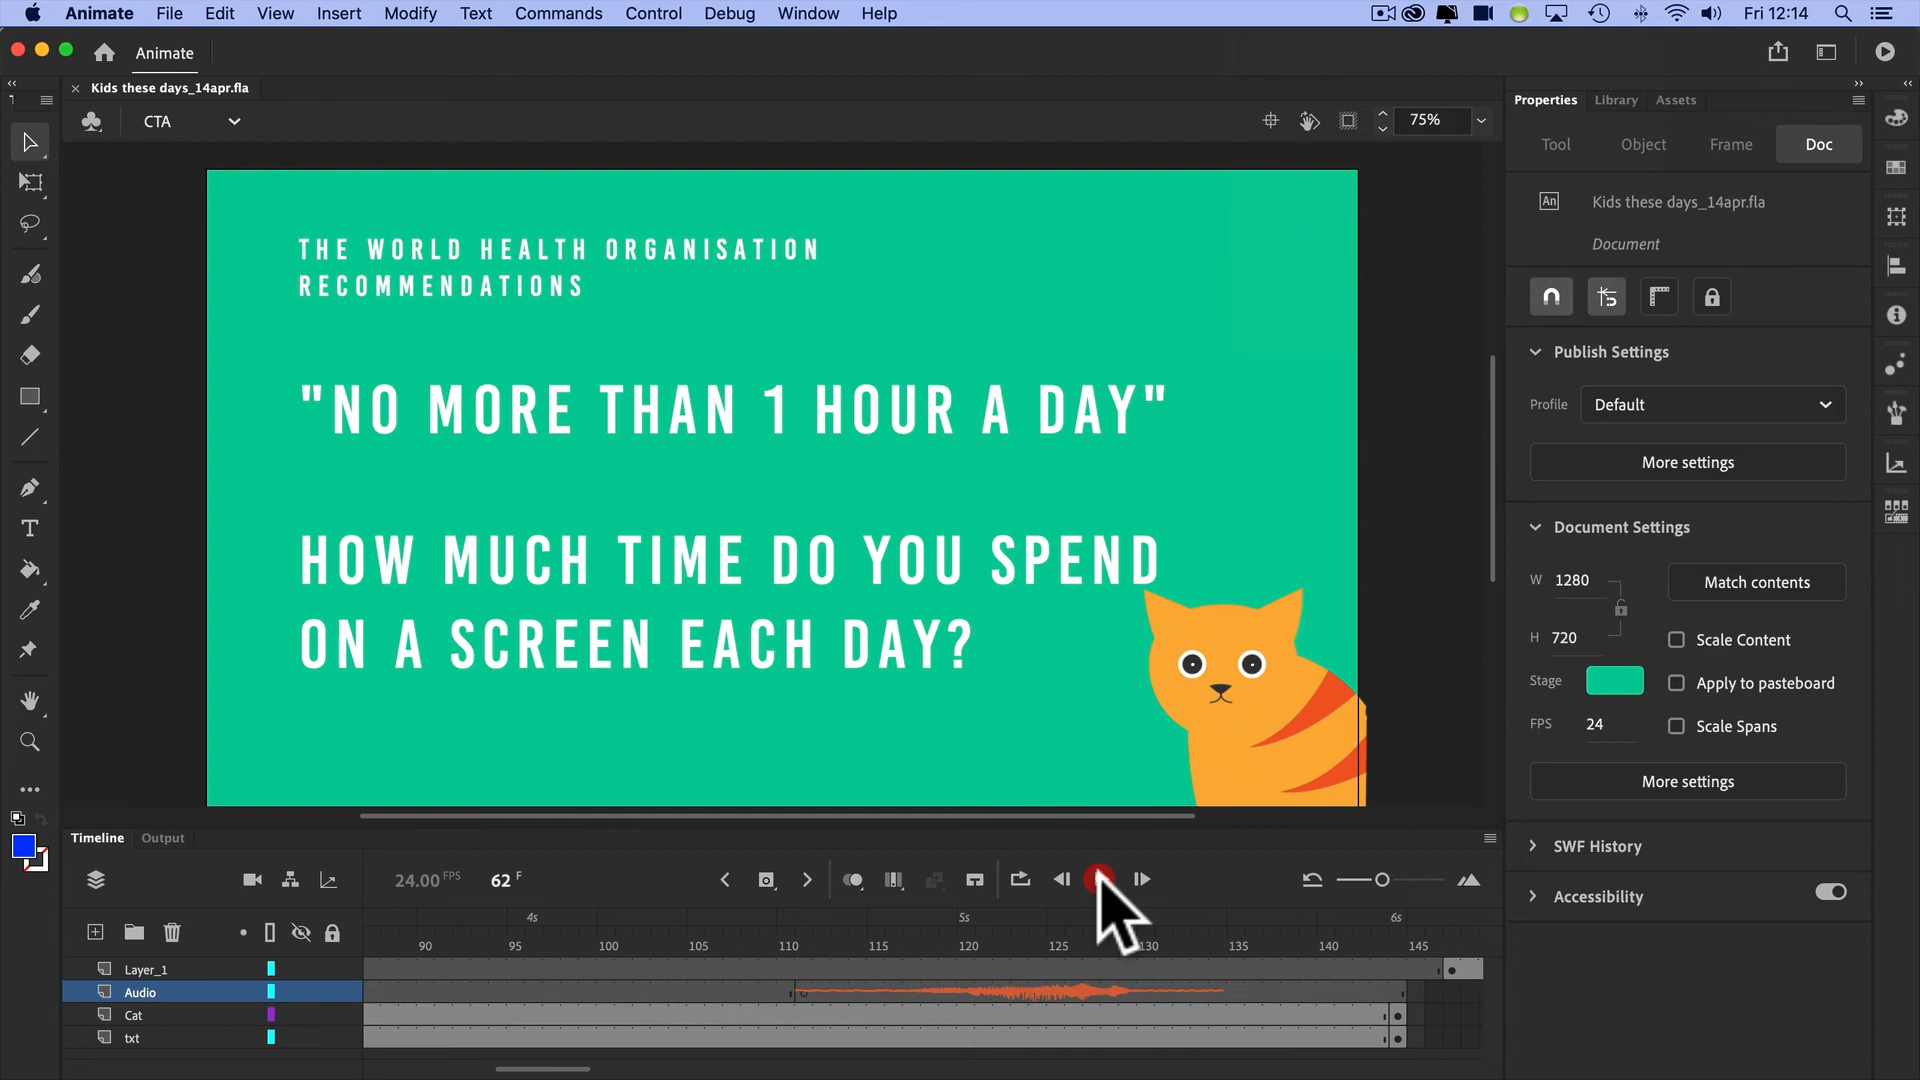 Animate File Edit View Insert Modify Text Commands Control Debug Window Help Fri 12:14
Animate
Kids these days_14apr.fla
CTA 75%
THE WORLD HEALTH ORGANISATION
RECOMMENDATIONS
"NO MORE THAN 1 HOUR A DAY"
HOW MUCH TIME DO YOU SPEND
ON A SCREEN EACH DAY?
Properties Library Assets
Tool Object Frame Doc
An Kids these days_14apr.fla
Document
Publish Settings
Profile Default
More settings
Document Settings
W 1280 Match contents
H 720 Scale Content
Stage Apply to pasteboard
FPS 24 Scale Spans
More settings
SWF History
Accessibility
Timeline Output
24.00 FPS 62 F
4s 5s 6s
90 95 100 105 110 115 120 125 130 135 140 145
Layer_1
Audio
Cat
txt